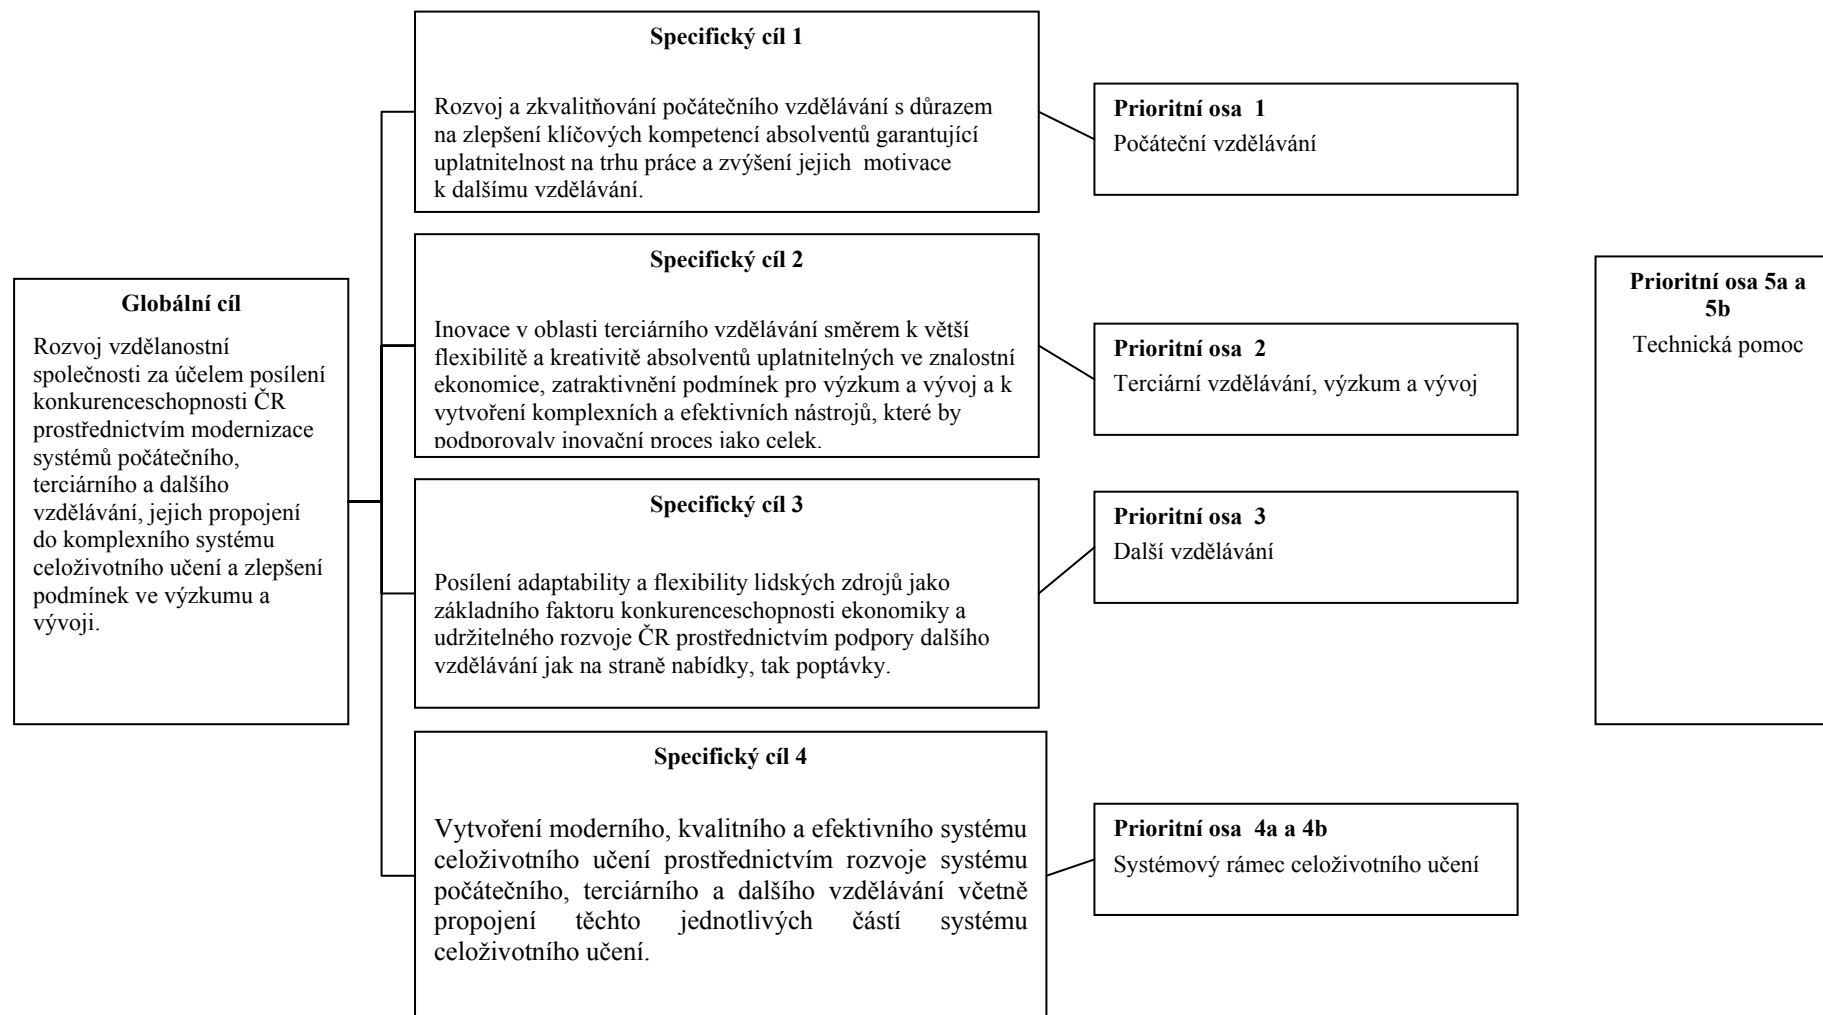 Globální cíl
Rozvoj vzdělanostní
společnosti za účelem posílení
konkurenceschopnosti ČR
prostřednictvím modernizace
systémů počátečního,
terciárního a dalšího
vzdělávání, jejich propojení
do komplexního systému
celoživotního učení a zlepšení
podmínek ve výzkumu a
vývoji.
Specifický cíl 1
Rozvoj a zkvalitňování počátečního vzdělávání s důrazem
na zlepšení klíčových kompetencí absolventů garantující
uplatnitelnost na trhu práce a zvýšení jejich  motivace
k dalšímu vzdělávání.
Prioritní osa  1
Počáteční vzdělávání
Specifický cíl 2
Inovace v oblasti terciárního vzdělávání směrem k větší
flexibilitě a kreativitě absolventů uplatnitelných ve znalostní
ekonomice, zatraktivnění podmínek pro výzkum a vývoj a k
vytvoření komplexních a efektivních nástrojů, které by
podporovaly inovační proces jako celek.
Prioritní osa  2
Terciární vzdělávání, výzkum a vývoj
Specifický cíl 3
Posílení adaptability a flexibility lidských zdrojů jako
základního faktoru konkurenceschopnosti ekonomiky a
udržitelného rozvoje ČR prostřednictvím podpory dalšího
vzdělávání jak na straně nabídky, tak poptávky.
Prioritní osa  3
Další vzdělávání
Specifický cíl 4
Vytvoření moderního, kvalitního a efektivního systému
celoživotního učení prostřednictvím rozvoje systému
počátečního, terciárního a dalšího vzdělávání včetně
propojení těchto jednotlivých částí systému
celoživotního učení.
Prioritní osa  4a a 4b
Systémový rámec celoživotního učení
Prioritní osa 5a a
5b
Technická pomoc